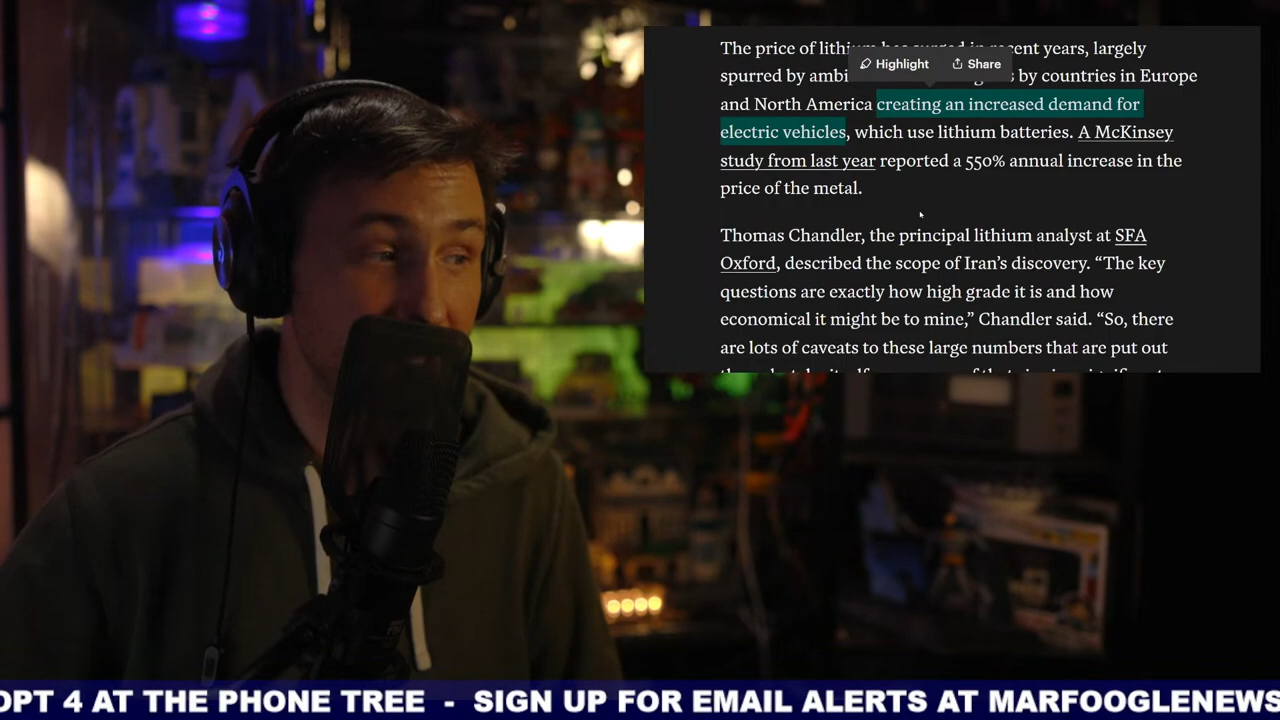 The price of lithium has surged in recent years, largely
Highlight Share
spurred by ambi s by countries in Europe
and North America creating an increased demand for
electric vehicles, which use lithium batteries. A McKinsey
study from last year reported a 550% annual increase in the
price of the metal.
Thomas Chandler, the principal lithium analyst at SFA
Oxford, described the scope of Iran’s discovery. “The key
questions are exactly how high grade it is and how
economical it might be to mine,” Chandler said. “So, there
are lots of caveats to these large numbers that are put out
OPT 4 AT THE PHONE TREE - SIGN UP FOR EMAIL ALERTS AT MARFOOGLENEWS